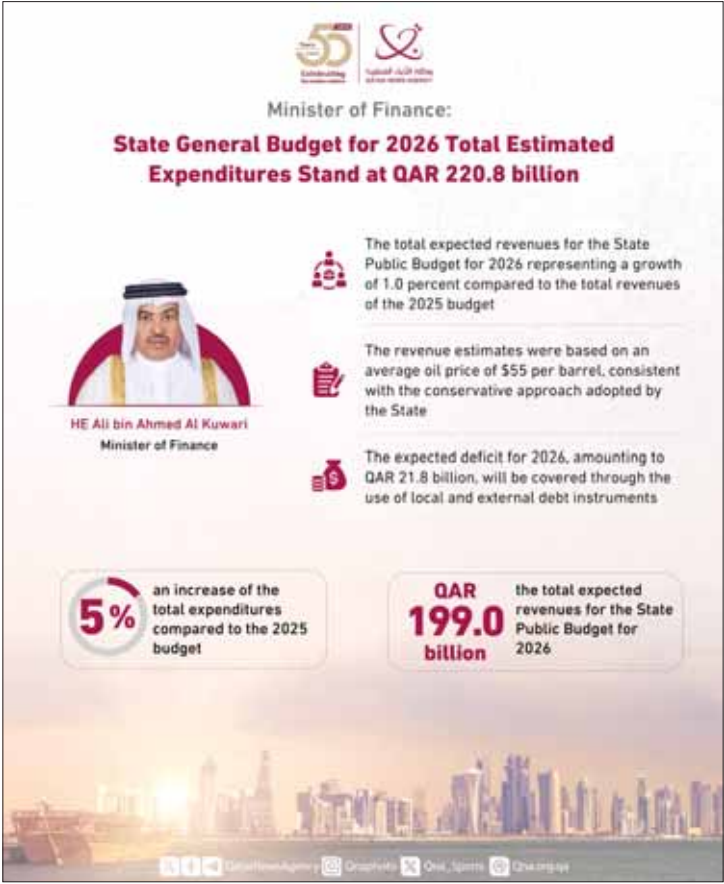 Minister of Finance:
State General Budget for 2026 Total Estimated
Expenditures Stand at QAR 220.8 billion
The total expected revenues for the State
Public Budget for 2026 representing a growth
of 1.0 percent compared to the total revenues
of the 2025 budget
The revenue estimates were based on an
average oil price of $55 per barrel, consistent
with the conservative approach adopted by
the State
HE Ali bin Ahmed Al Kuwari
Minister of Finance
The expected deficit for 2026, amounting to
QAR 21.8 billion, will be covered through the
use of local and external debt instruments
5%
an increase of the
total expenditures
compared to the 2025
budget
QAR
199.0
billion
the total expected
revenues for the State
Public Budget for
2026
QatarNewsAgency
Qnaphoto
Qna_Sports
Qna.org.qa